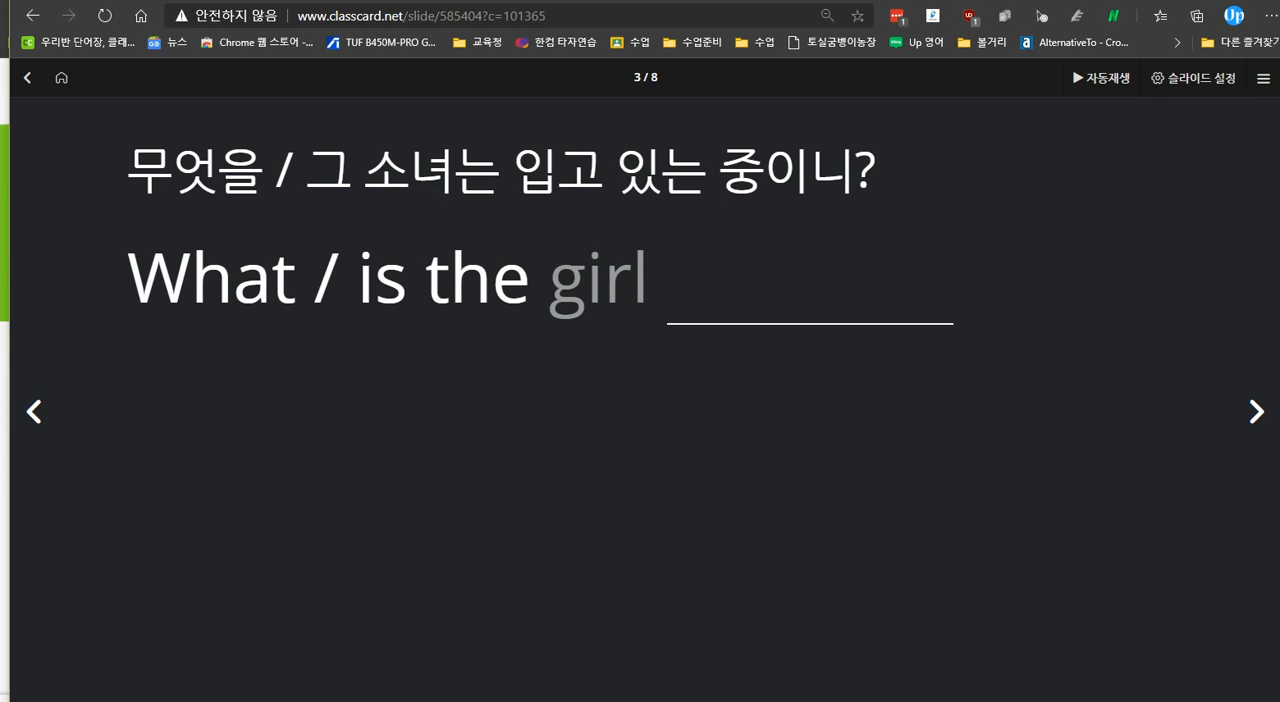 안전하지 않음 www.classcard.net/slide/585404?c=101365
우리반 단어장, 클래... 뉴스 Chrome 웹 스토어 -... TUF B450M-PRO G... 교육청 한컴 타자연습 수업 수업준비 수업 토실굼벵이농장 Up 영어 볼거리 AlternativeTo - Cro... 다른 즐겨찾기
3 / 8 자동재생 슬라이드 설정
무엇을 / 그 소녀는 입고 있는 중이니?
What / is the girl